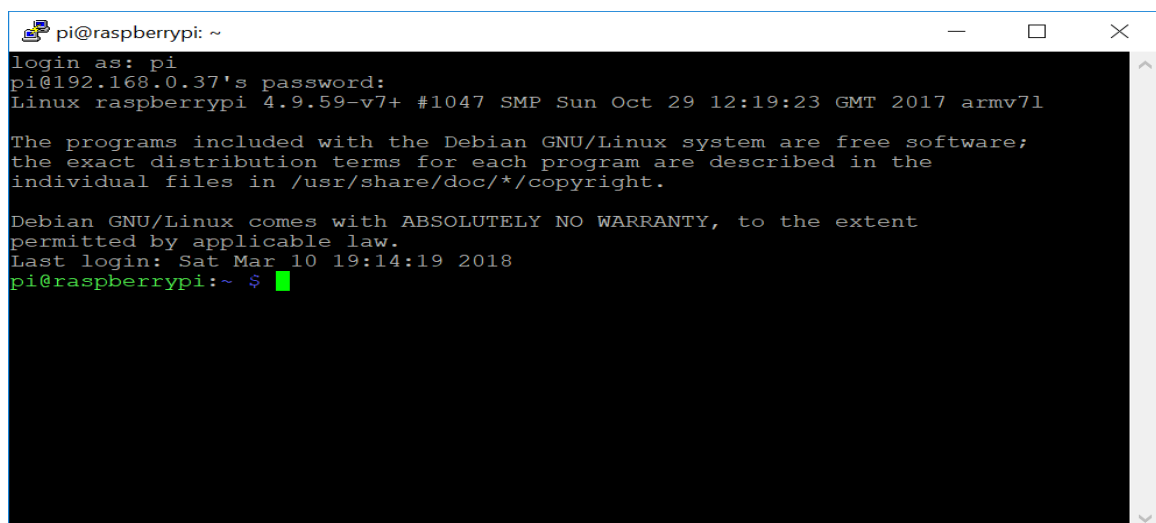 pi@raspberrypi: ~
login as: pi
pi@192.168.0.37's password:
Linux raspberrypi 4.9.59-v7+ #1047 SMP Sun Oct 29 12:19:23 GMT 2017 armv7l
The programs included with the Debian GNU/Linux system are free software;
the exact distribution terms for each program are described in the
individual files in /usr/share/doc/*/copyright.
Debian GNU/Linux comes with ABSOLUTELY NO WARRANTY, to the extent
permitted by applicable law.
Last login: Sat Mar 10 19:14:19 2018
pi@raspberrypi:~ $